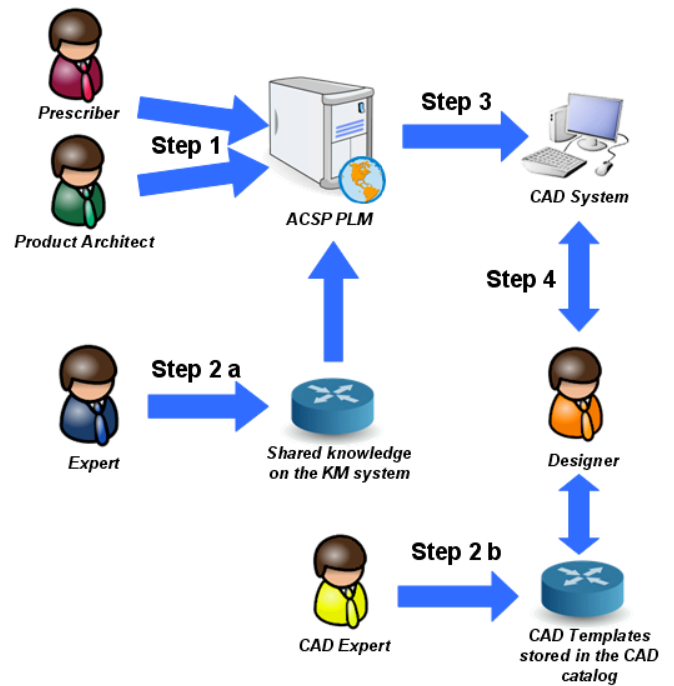 Prescriber
Step 1
Product Architect
ACSP PLM
Step 3
CAD System
Step 4
Expert
Step 2 a
Shared knowledge
on the KM system
Designer
CAD Expert
Step 2 b
CAD Templates
stored in the CAD
catalog